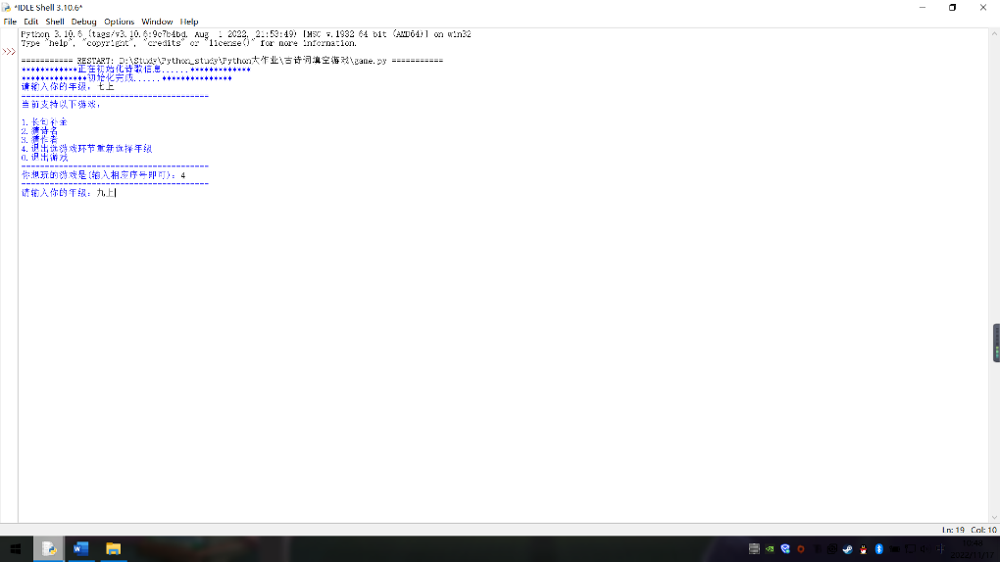 *IDLE Shell 3.10.6*
File Edit Shell Debug Options Window Help
Python 3.10.6 (tags/v3.10.6:9c7b4bd, Aug  1 2022, 21:53:49) [MSC v.1932 64 bit (AMD64)] on win32
Type "help", "copyright", "credits" or "license()" for more information.
>>>
=========== RESTART: D:\Study\Python_study\Python大作业\古诗词填空游戏\game.py ===========
************正在初始化诗歌信息......*************
**************初始化完成......***************
请输入你的年级：七上
----------------------------------------
当前支持以下游戏：
1.长句补全
2.猜诗名
3.猜作者
4.退出选游戏环节重新选择年级
0.退出游戏
----------------------------------------
你想玩的游戏是(输入相应序号即可)：4
----------------------------------------
请输入你的年级：九上
Ln: 19 Col: 10